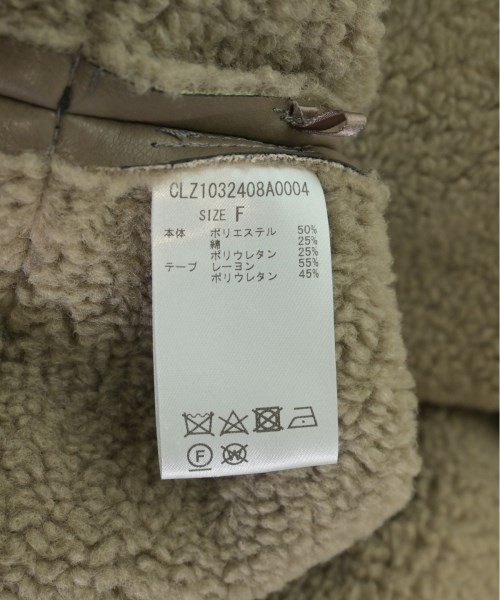 CLZ1032408A0004
SIZE F
本体 ポリエステル 50%
綿 25%
ポリウレタン 25%
テープ レーヨン 55%
ポリウレタン 45%
F
W